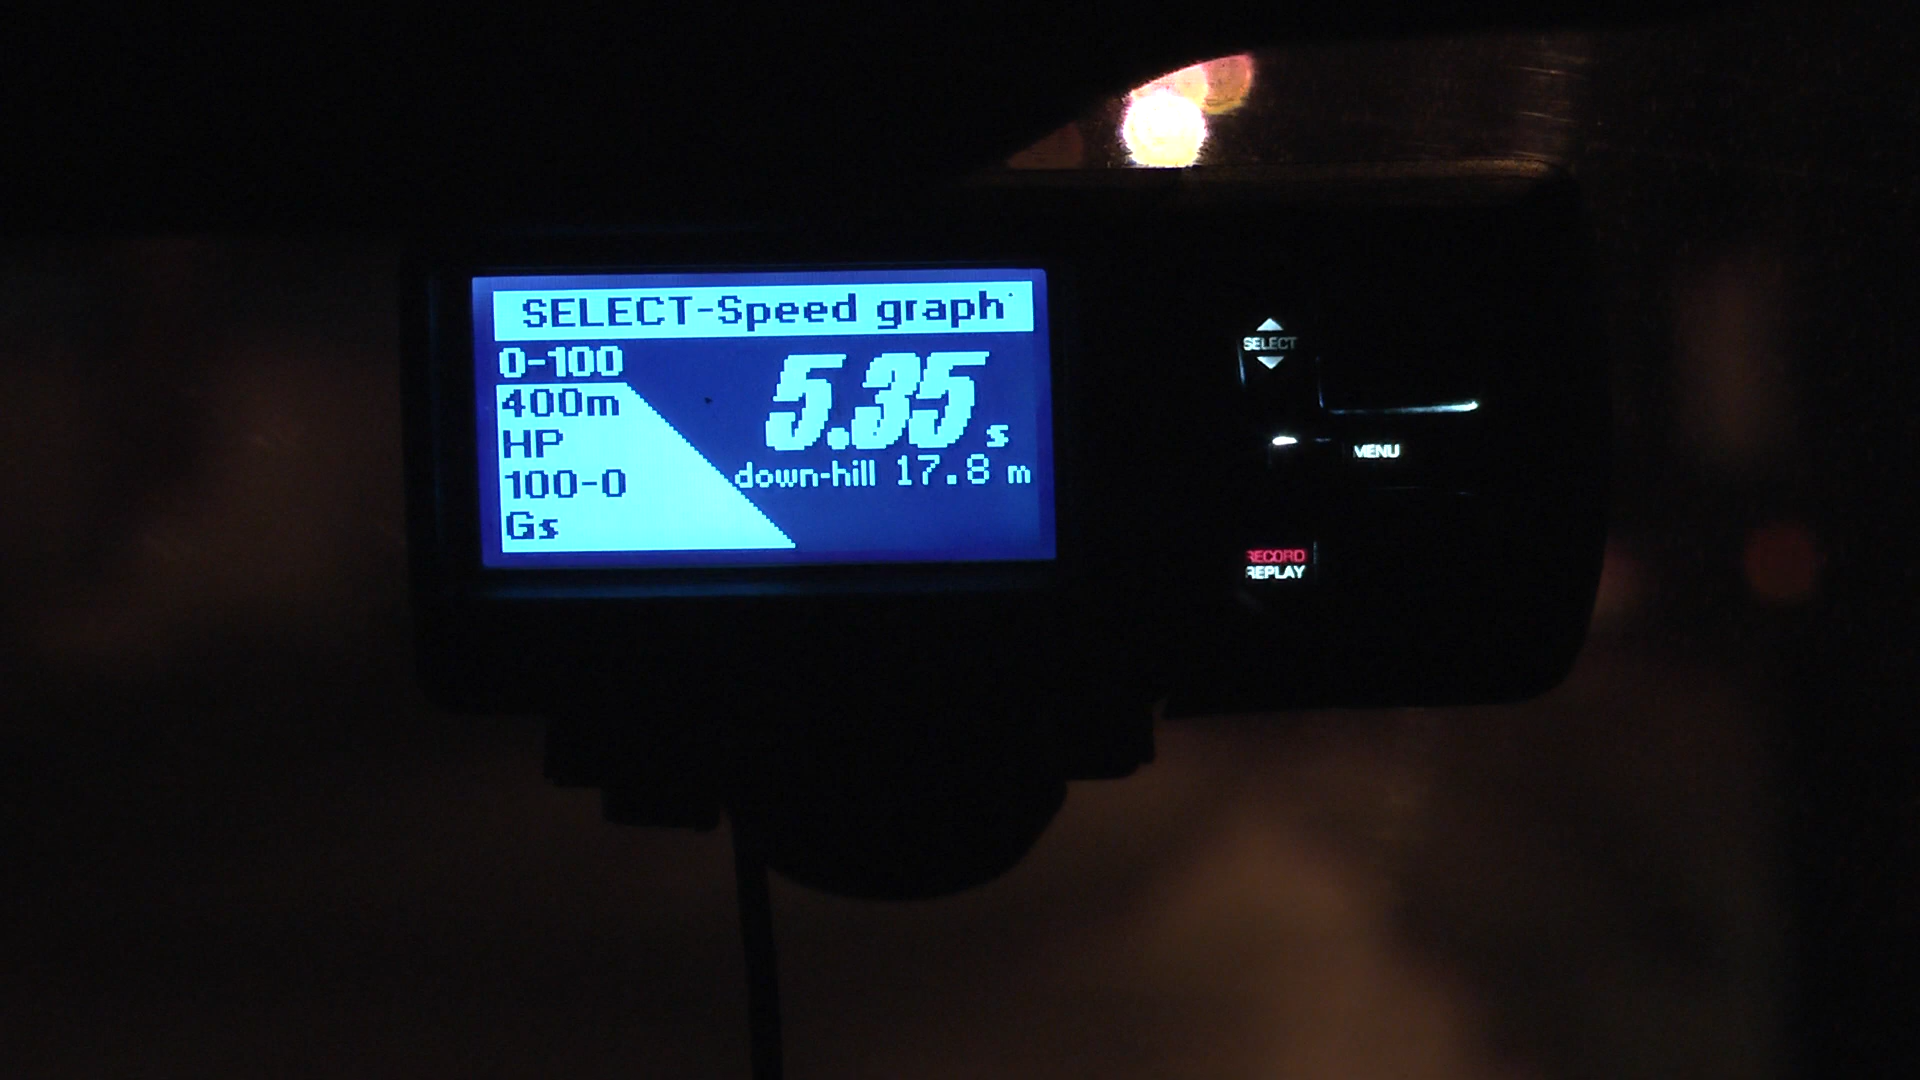 SELECT-Speed graph
0-100
400m
HP
100-0
Gs
5.35 s
down-hill 17.8 m
SELECT
MENU
RECORD
REPLAY